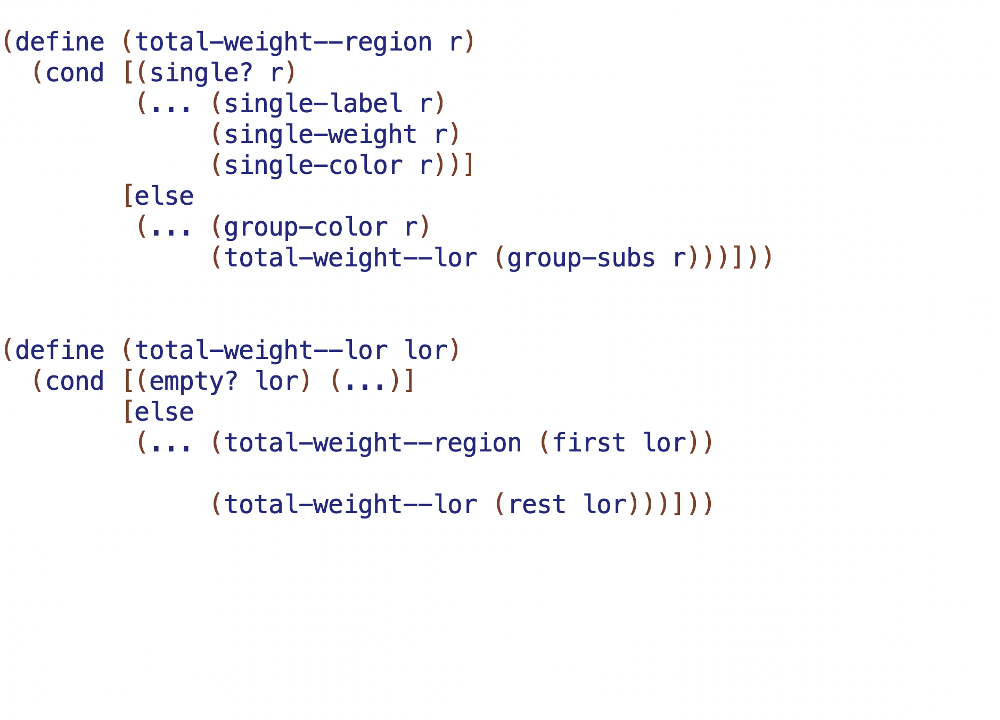 (define (total-weight--region r)
  (cond [(single? r)
         (... (single-label r)
              (single-weight r)
              (single-color r))]
        [else
         (... (group-color r)
              (total-weight--lor (group-subs r)))]))
(define (total-weight--lor lor)
  (cond [(empty? lor) (...)]
        [else
         (... (total-weight--region (first lor))
              (total-weight--lor (rest lor)))]))